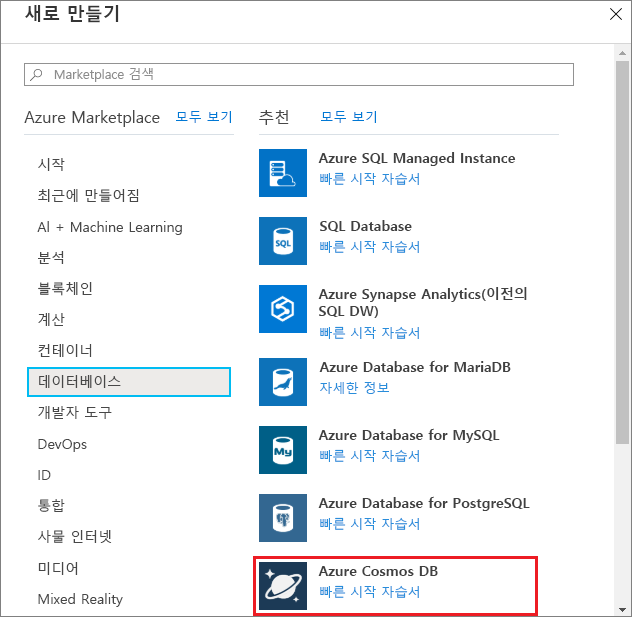 새로 만들기
Marketplace 검색
Azure Marketplace 모두 보기
시작
최근에 만들어짐
AI + Machine Learning
분석
블록체인
계산
컨테이너
데이터베이스
개발자 도구
DevOps
ID
통합
사물 인터넷
미디어
Mixed Reality
추천 모두 보기
Azure SQL Managed Instance
빠른 시작 자습서
SQL
SQL Database
빠른 시작 자습서
Azure Synapse Analytics(이전의
SQL DW)
빠른 시작 자습서
Azure Database for MariaDB
자세한 정보
My
Azure Database for MySQL
빠른 시작 자습서
Azure Database for PostgreSQL
빠른 시작 자습서
Azure Cosmos DB
빠른 시작 자습서